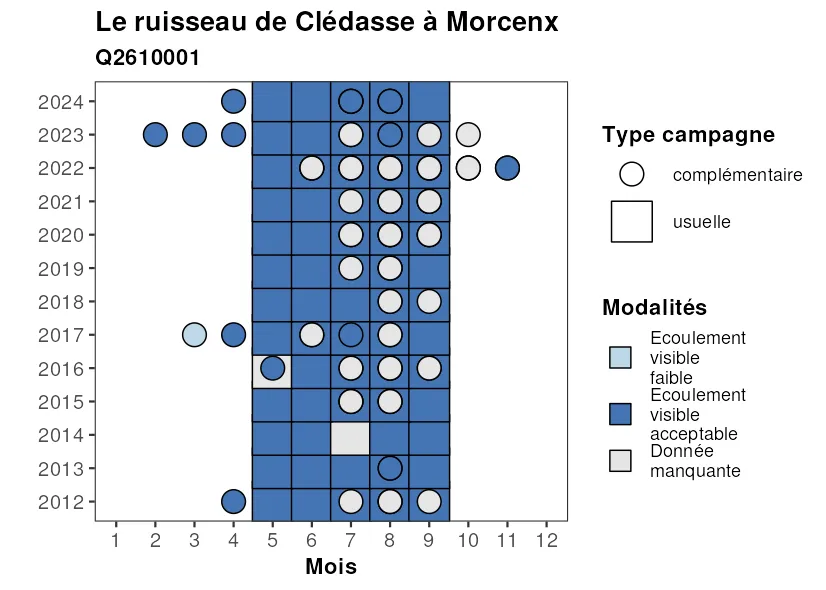 Le ruisseau de Clédasse à Morcenx
Q2610001
2024
2023
2022
2021
2020
2019
2018
2017
2016
2015
2014
2013
2012
1 2 3 4 5 6 7 8 9 10 11 12
Mois
Type campagne
complémentaire
usuelle
Modalités
Ecoulement
visible
faible
Ecoulement
visible
acceptable
Donnée
manquante